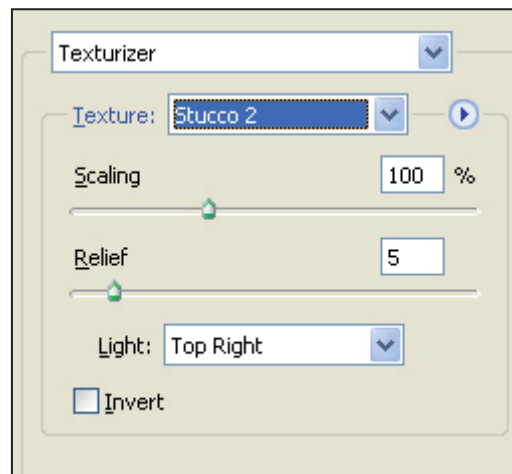 Texturizer
Texture: Stucco 2
Scaling 100 %
Relief 5
Light: Top Right
Invert